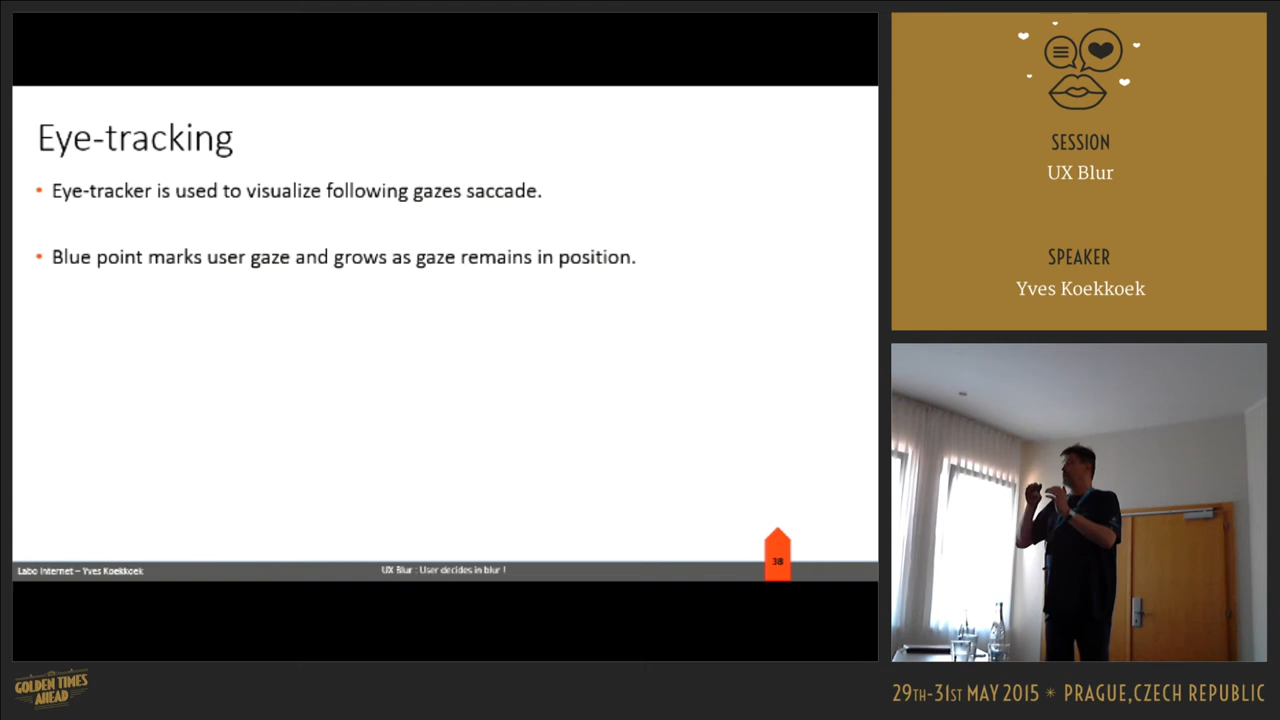 Eye-tracking
• Eye-tracker is used to visualize following gazes saccade.
• Blue point marks user gaze and grows as gaze remains in position.
Labo Internet – Yves Koekkoek
UX Blur : User decides in blur !
38
SESSION
UX Blur
SPEAKER
Yves Koekkoek
GOLDEN TIMES
AHEAD
29TH-31ST MAY 2015 * PRAGUE, CZECH REPUBLIC